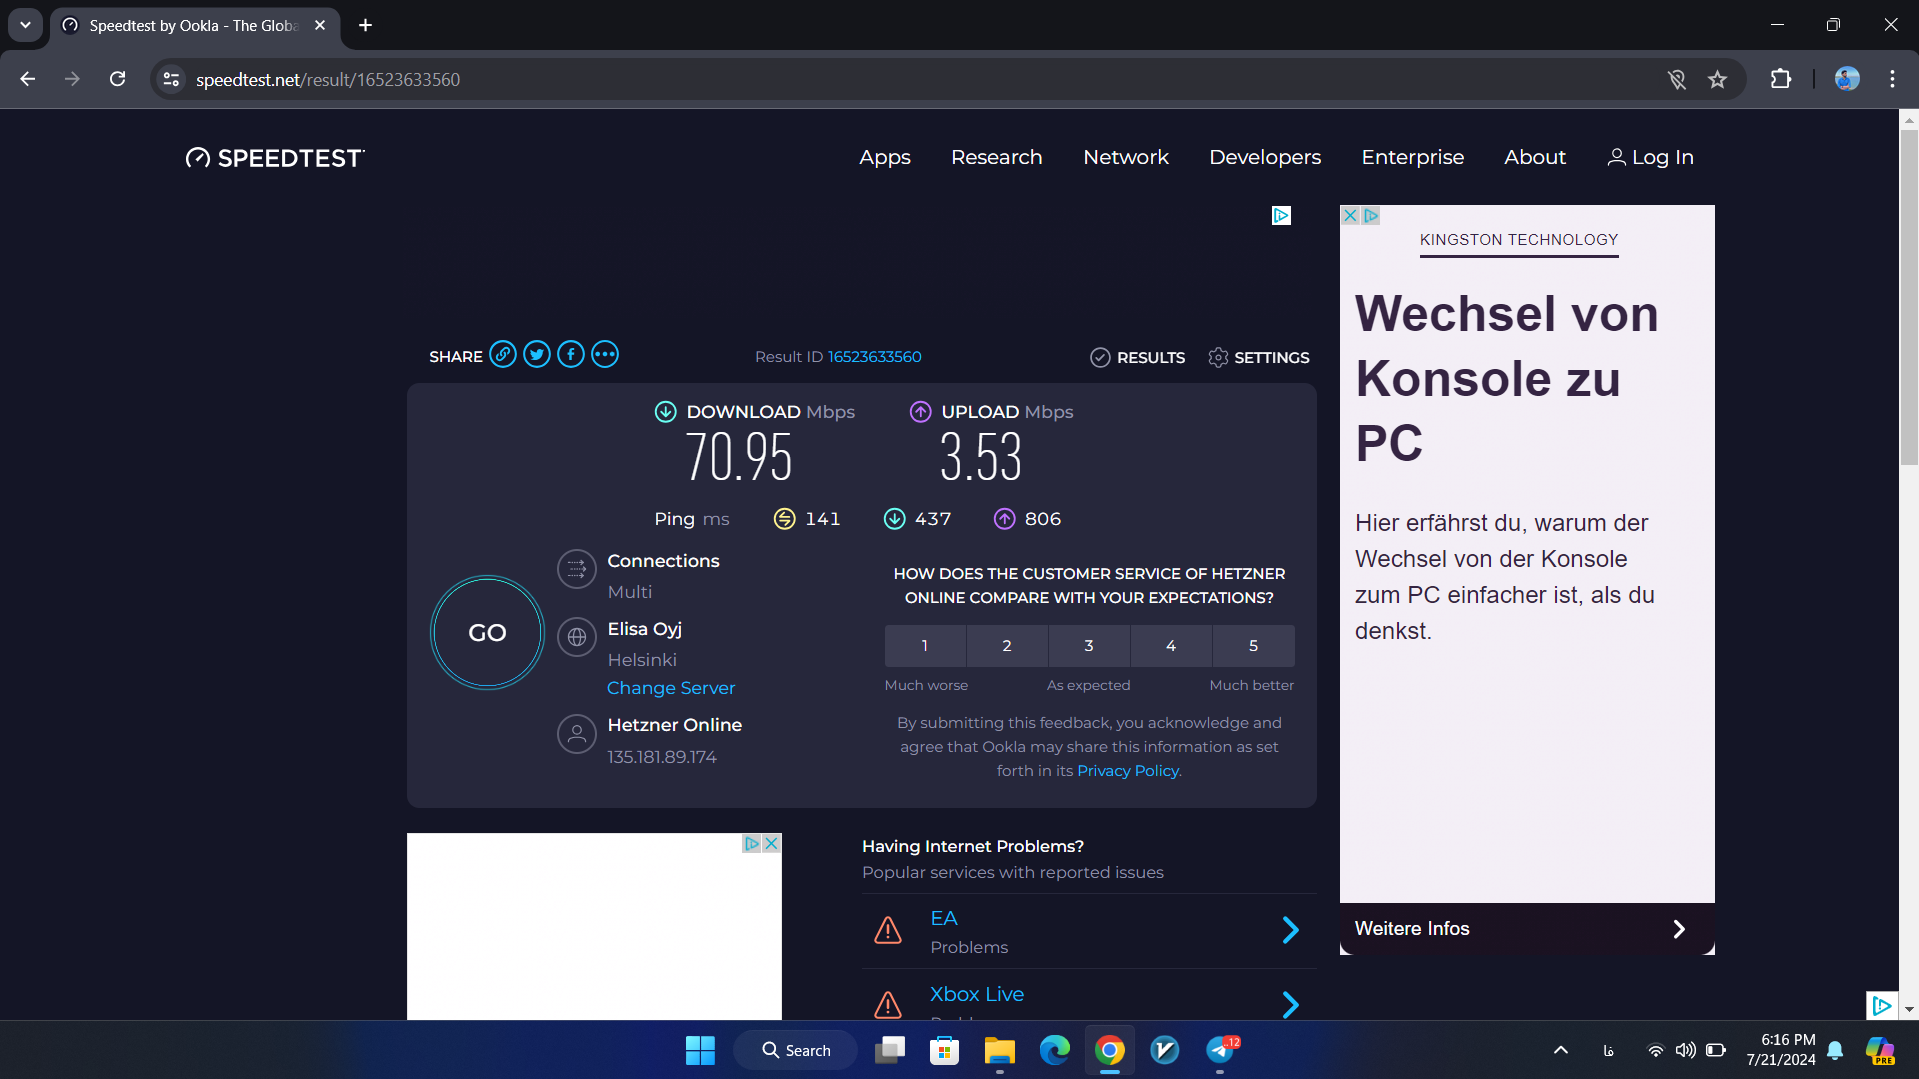 Speedtest by Ookla - The Globa
speedtest.net/result/16523633560
SPEEDTEST
Apps Research Network Developers Enterprise About Log In
SHARE
Result ID 16523633560
RESULTS SETTINGS
DOWNLOAD Mbps
70.95
UPLOAD Mbps
3.53
Ping ms 141 437 806
GO
Connections
Multi
Elisa Oyj
Helsinki
Change Server
Hetzner Online
135.181.89.174
HOW DOES THE CUSTOMER SERVICE OF HETZNER
ONLINE COMPARE WITH YOUR EXPECTATIONS?
1 2 3 4 5
Much worse As expected Much better
By submitting this feedback, you acknowledge and
agree that Ookla may share this information as set
forth in its Privacy Policy.
Having Internet Problems?
Popular services with reported issues
EA
Problems
Xbox Live
KINGSTON TECHNOLOGY
Wechsel von
Konsole zu
PC
Hier erfährst du, warum der
Wechsel von der Konsole
zum PC einfacher ist, als du
denkst.
Weitere Infos
Search
..12
فا
6:16 PM
7/21/2024
PRE